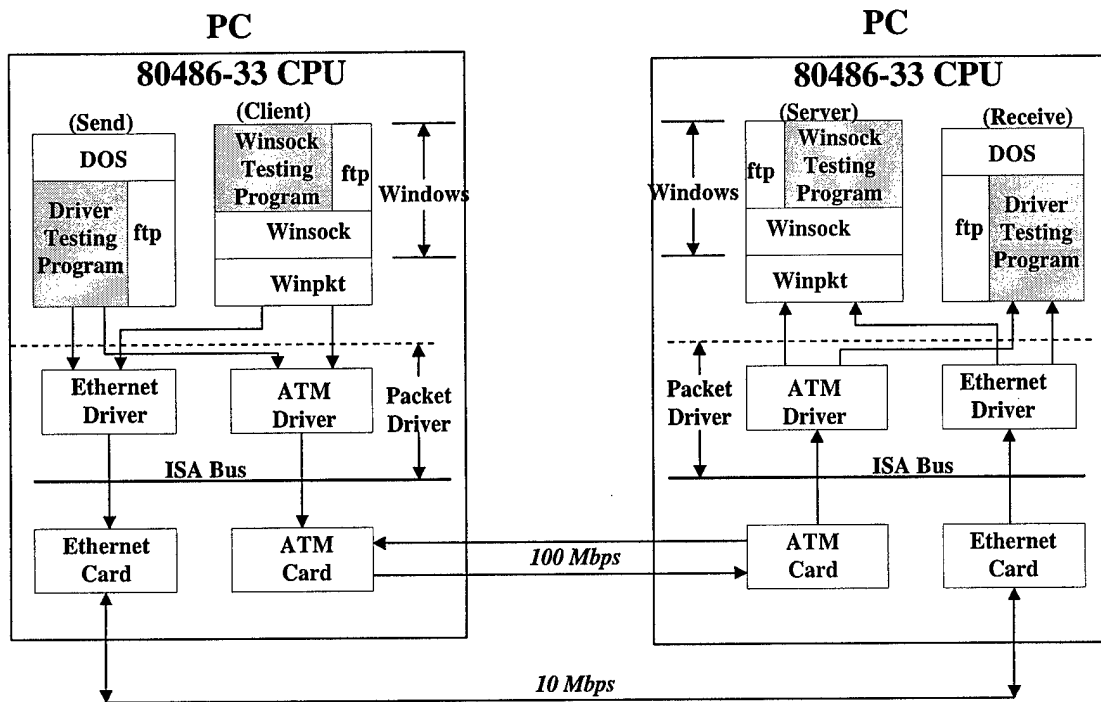 PC
80486-33 CPU
(Send)
DOS
Driver
Testing
Program
ftp
(Client)
Winsock
Testing
Program
ftp
Winsock
Winpkt
Windows
Ethernet
Driver
ATM
Driver
Packet
Driver
ISA Bus
Ethernet
Card
ATM
Card
PC
80486-33 CPU
(Server)
ftp
Winsock
Testing
Program
Winsock
Winpkt
Windows
(Receive)
DOS
ftp
Driver
Testing
Program
Packet
Driver
ATM
Driver
Ethernet
Driver
ISA Bus
ATM
Card
Ethernet
Card
100 Mbps
10 Mbps